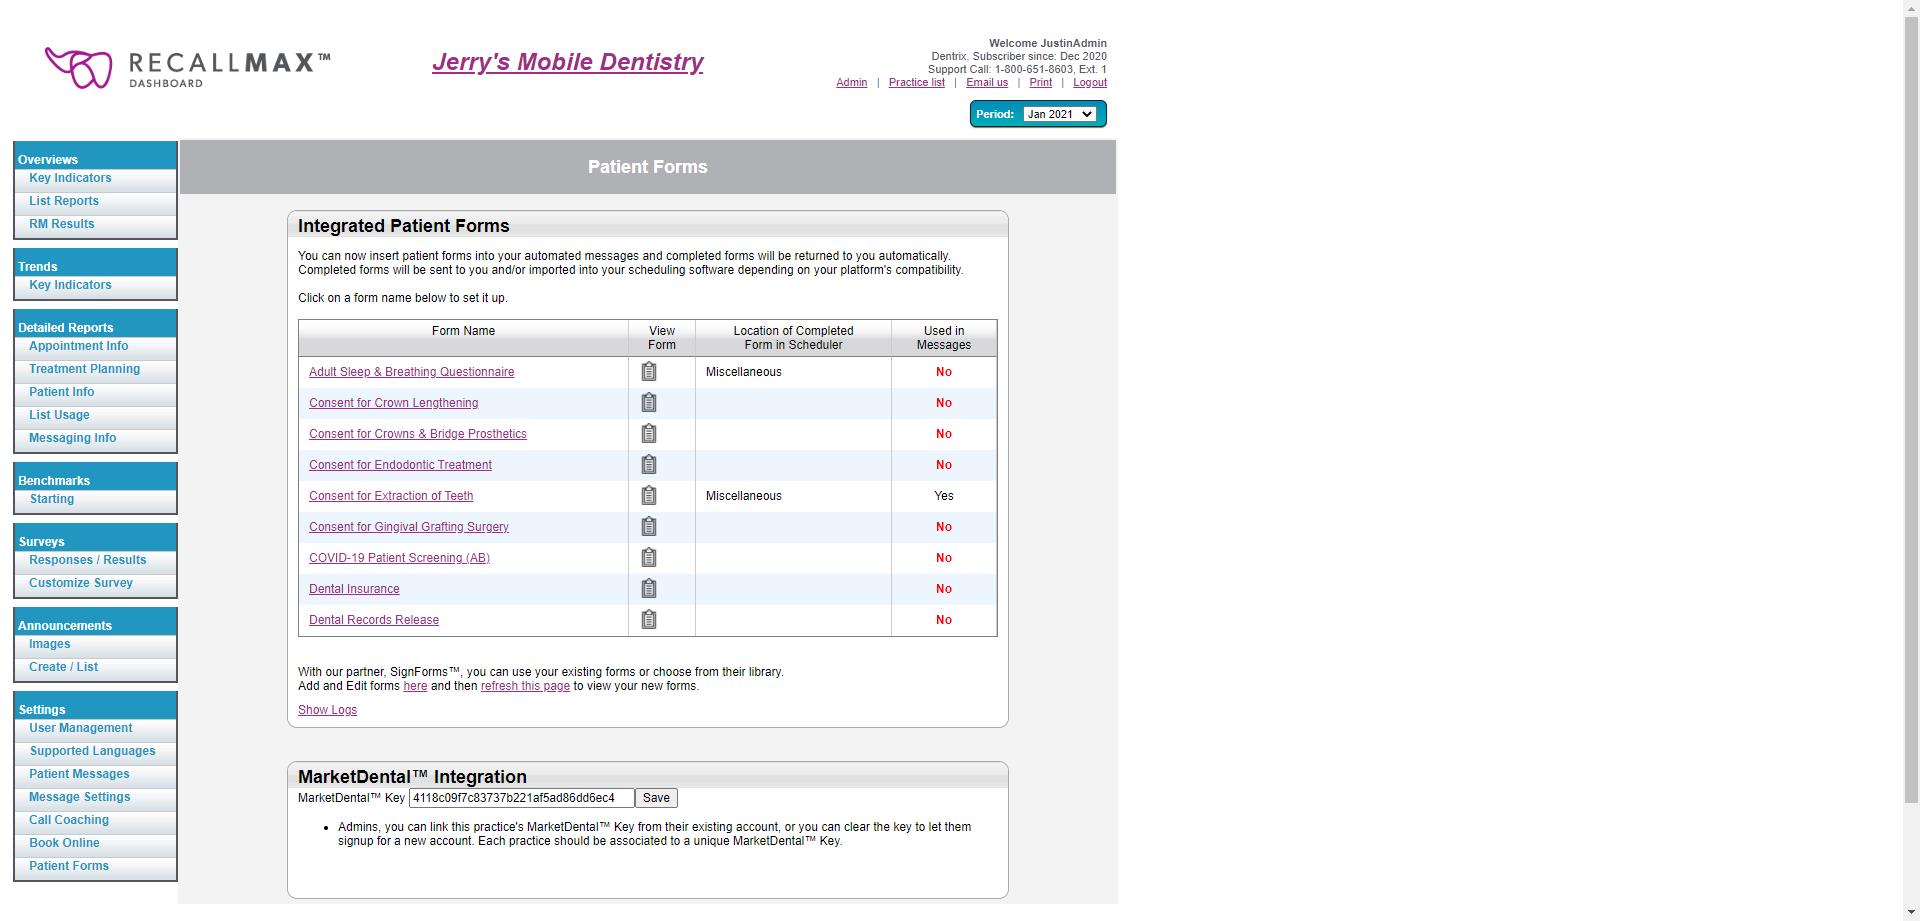 RECALLMAX™
DASHBOARD
Jerry's Mobile Dentistry
Welcome JustinAdmin
Dentrix, Subscriber since: Dec 2020
Support Call: 1-800-651-8603, Ext. 1
Admin | Practice list | Email us | Print | Logout
Period: Jan 2021
Overviews
Key Indicators
List Reports
RM Results
Trends
Key Indicators
Detailed Reports
Appointment Info
Treatment Planning
Patient Info
List Usage
Messaging Info
Benchmarks
Starting
Surveys
Responses / Results
Customize Survey
Announcements
Images
Create / List
Settings
User Management
Supported Languages
Patient Messages
Message Settings
Call Coaching
Book Online
Patient Forms
Patient Forms
Integrated Patient Forms
You can now insert patient forms into your automated messages and completed forms will be returned to you automatically.
Completed forms will be sent to you and/or imported into your scheduling software depending on your platform's compatibility.
Click on a form name below to set it up.
Form Name View Form Location of Completed Form in Scheduler Used in Messages
Adult Sleep & Breathing Questionnaire Miscellaneous No
Consent for Crown Lengthening No
Consent for Crowns & Bridge Prosthetics No
Consent for Endodontic Treatment No
Consent for Extraction of Teeth Miscellaneous Yes
Consent for Gingival Grafting Surgery No
COVID-19 Patient Screening (AB) No
Dental Insurance No
Dental Records Release No
With our partner, SignForms™, you can use your existing forms or choose from their library.
Add and Edit forms here and then refresh this page to view your new forms.
Show Logs
MarketDental™ Integration
MarketDental™ Key 4118c09f7c83737b221af5ad86dd6ec4 Save
• Admins, you can link this practice's MarketDental™ Key from their existing account, or you can clear the key to let them
signup for a new account. Each practice should be associated to a unique MarketDental™ Key.